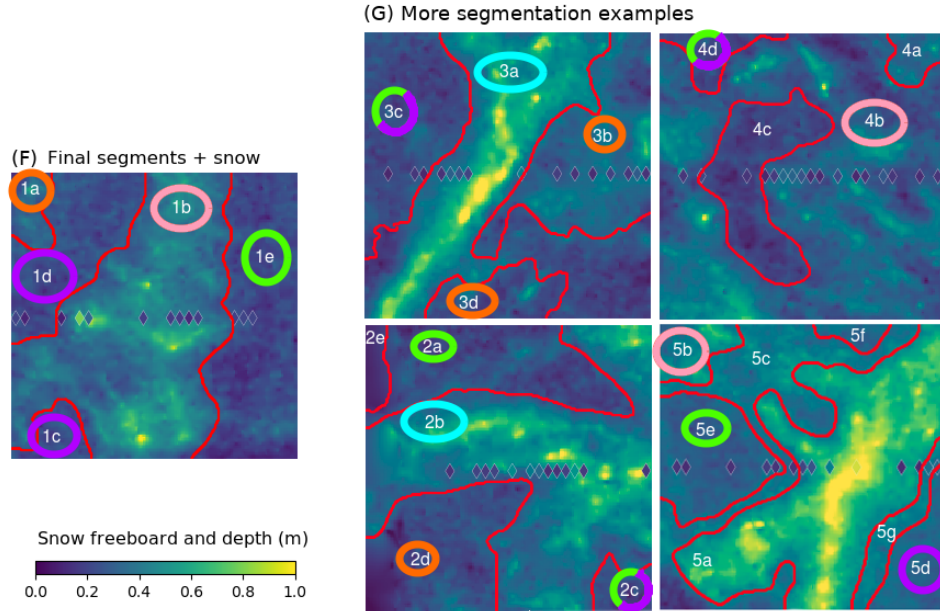 (G) More segmentation examples
3a
3c
3b
3d
4d
4a
4b
4c
(F) Final segments + snow
1a
1b
1e
1d
1c
2e
2a
2b
2d
2c
5f
5b
5c
5e
5g
5a
5d
Snow freeboard and depth (m)
0.0 0.2 0.4 0.6 0.8 1.0